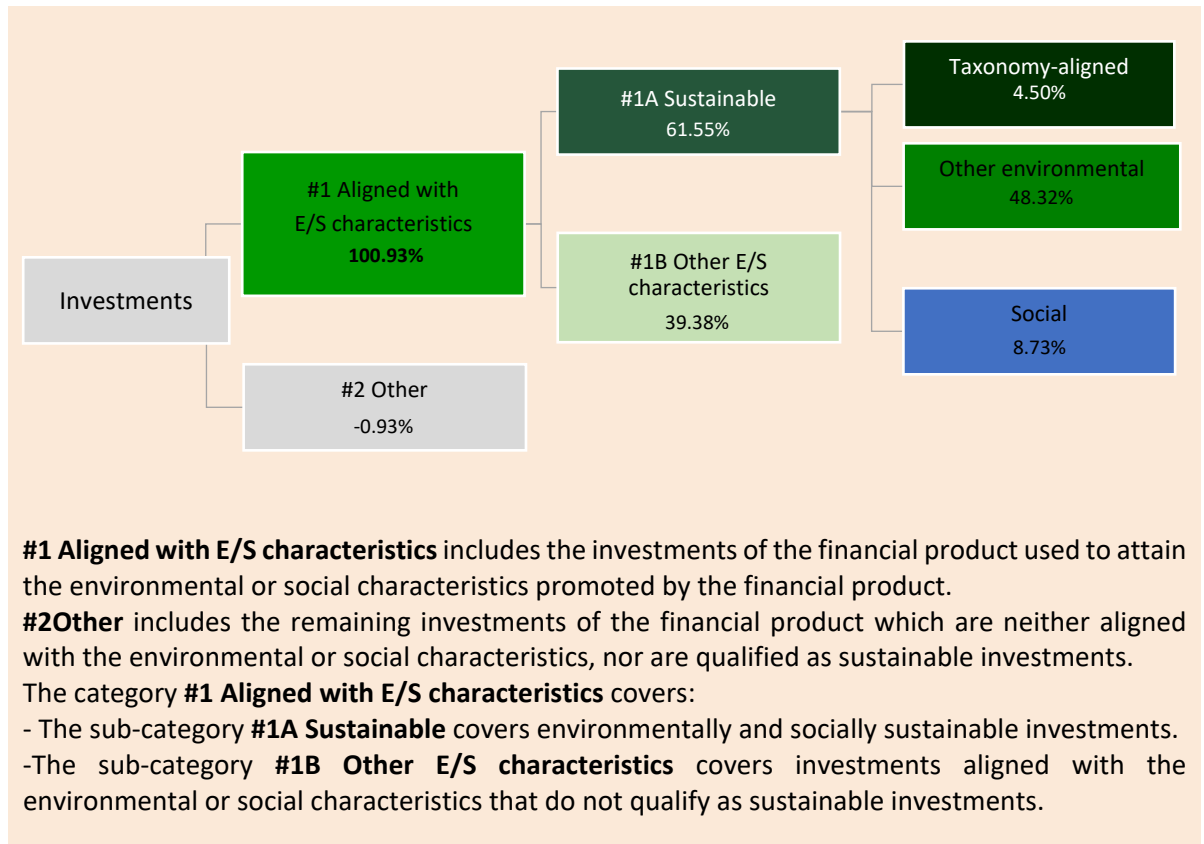 Investments
#1 Aligned with
E/S characteristics
100.93%
#2 Other
-0.93%
#1A Sustainable
61.55%
#1B Other E/S
characteristics
39.38%
Taxonomy-aligned
4.50%
Other environmental
48.32%
Social
8.73%
#1 Aligned with E/S characteristics includes the investments of the financial product used to attain
the environmental or social characteristics promoted by the financial product.
#2Other includes the remaining investments of the financial product which are neither aligned
with the environmental or social characteristics, nor are qualified as sustainable investments.
The category #1 Aligned with E/S characteristics covers:
- The sub-category #1A Sustainable covers environmentally and socially sustainable investments.
-The sub-category #1B Other E/S characteristics covers investments aligned with the
environmental or social characteristics that do not qualify as sustainable investments.